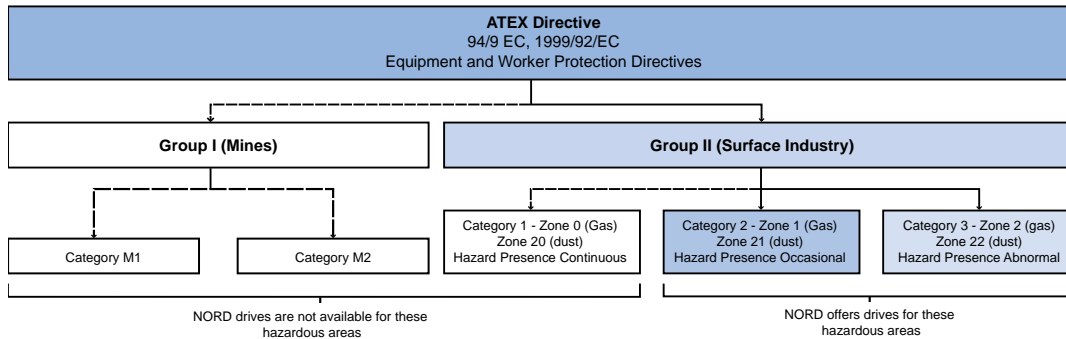 ATEX Directive
94/9 EC, 1999/92/EC
Equipment and Worker Protection Directives
Group I (Mines)
Group II (Surface Industry)
Category M1
Category M2
Category 1 - Zone 0 (Gas)
Zone 20 (dust)
Hazard Presence Continuous
Category 2 - Zone 1 (Gas)
Zone 21 (dust)
Hazard Presence Occasional
Category 3 - Zone 2 (gas)
Zone 22 (dust)
Hazard Presence Abnormal
NORD drives are not available for these
hazardous areas
NORD offers drives for these
hazardous areas